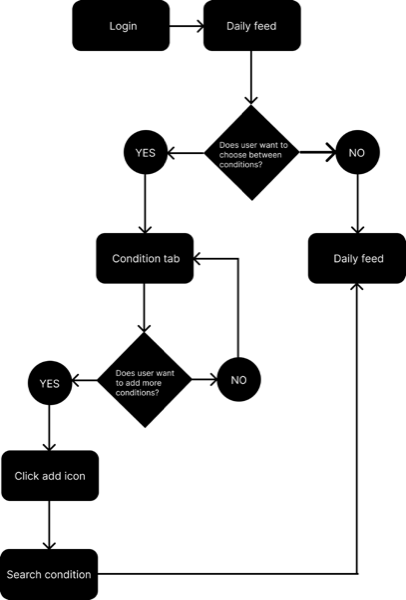 Login
Daily feed
Does user want to
choose between
conditions?
YES
NO
Condition tab
Daily feed
Does user want
to add more
conditions?
YES
NO
Click add icon
Search condition